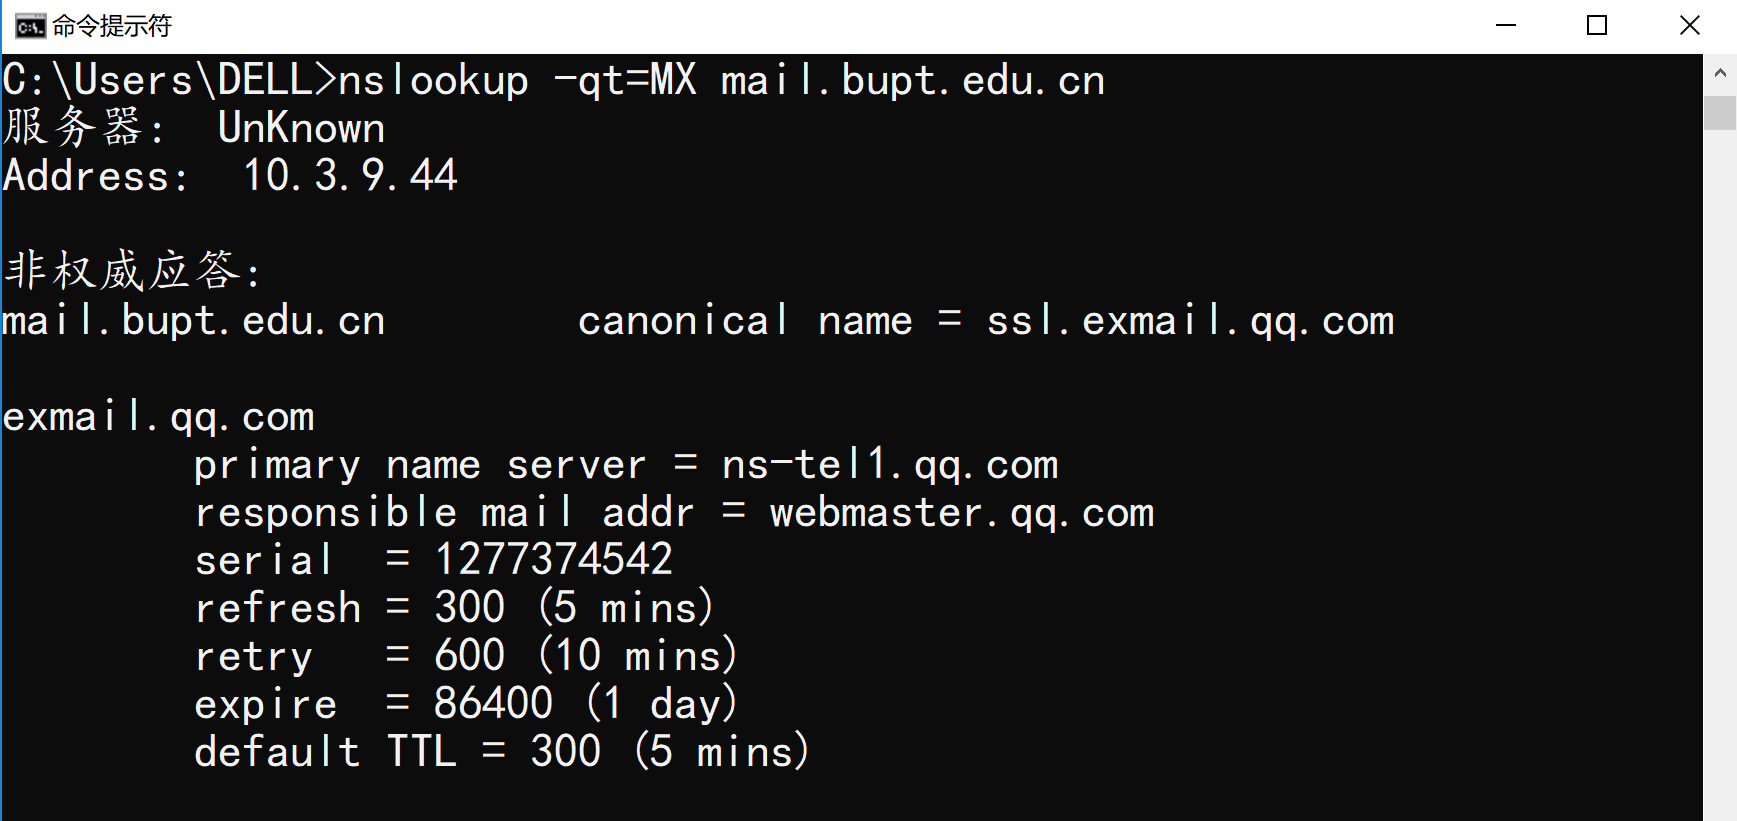 命令提示符
C:\Users\DELL>nslookup -qt=MX mail.bupt.edu.cn
服务器:  UnKnown
Address:  10.3.9.44
非权威应答:
mail.bupt.edu.cn        canonical name = ssl.exmail.qq.com
exmail.qq.com
        primary name server = ns-tel1.qq.com
        responsible mail addr = webmaster.qq.com
        serial  = 1277374542
        refresh = 300 (5 mins)
        retry   = 600 (10 mins)
        expire  = 86400 (1 day)
        default TTL = 300 (5 mins)